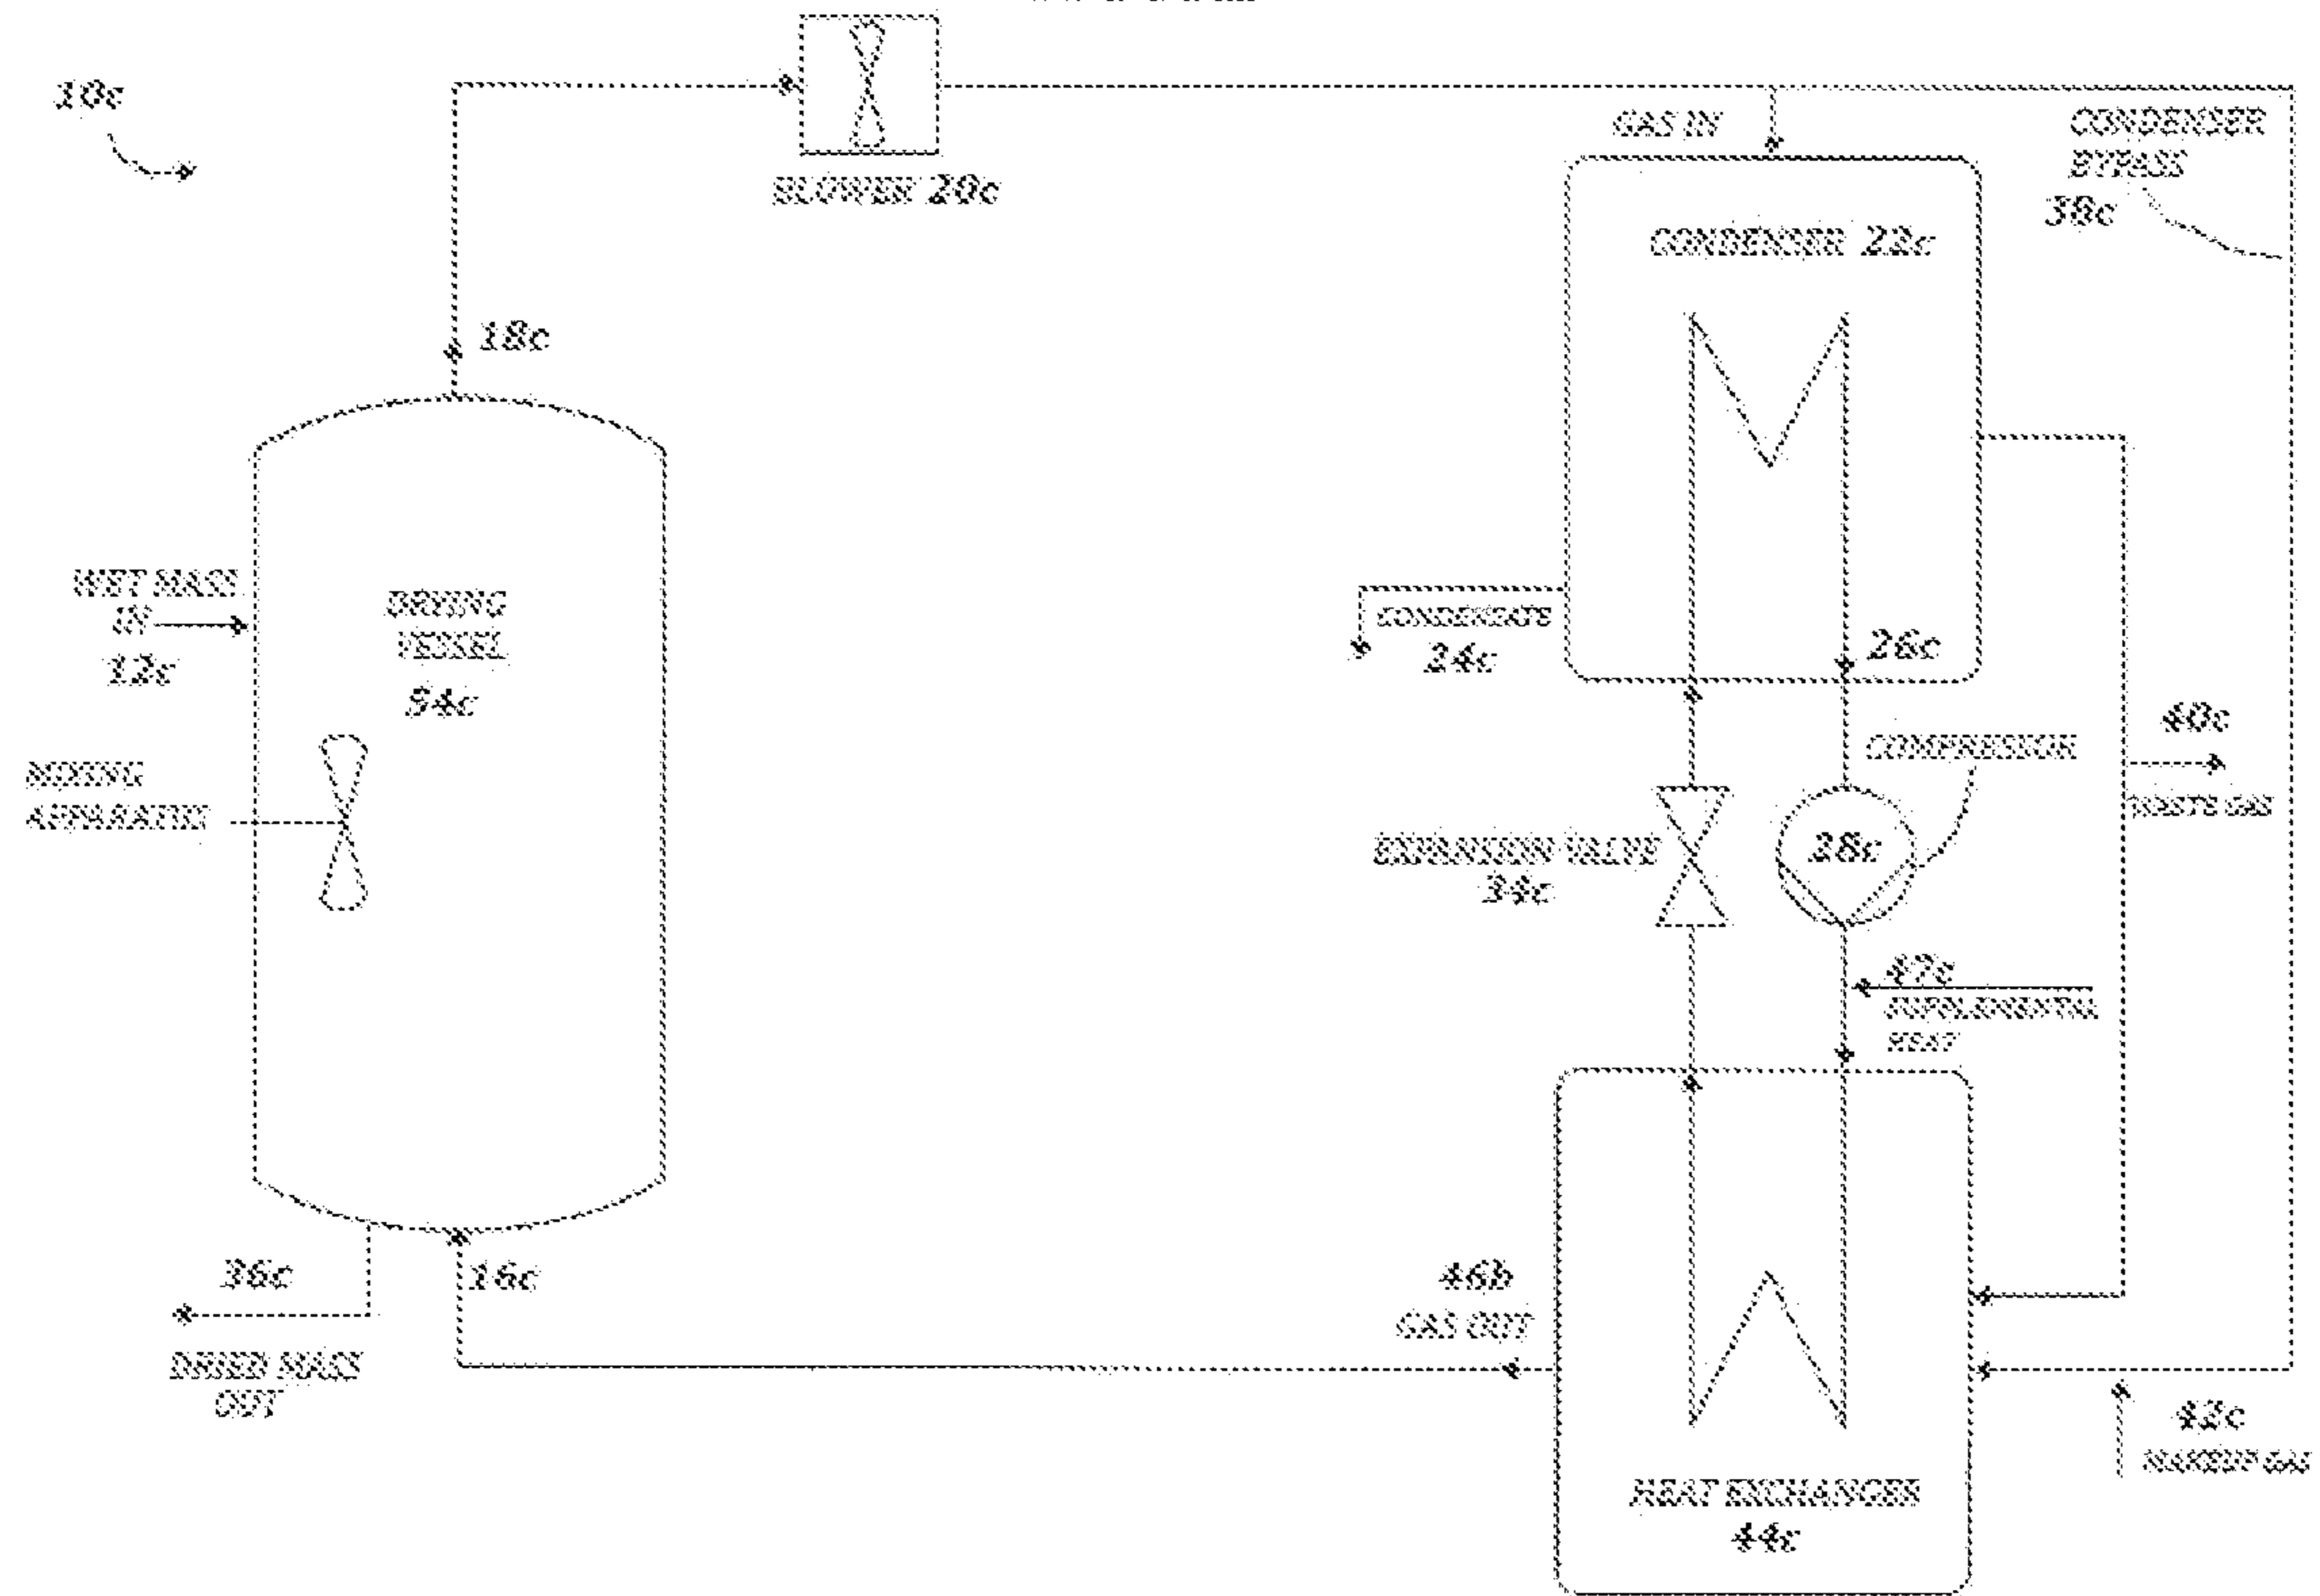 10c
BLOWER 20c
GAS IN
CONDENSER
BYPASS
38c
CONDENSER 22c
18c
WET MASS
IN
12c
DRYING
VESSEL
54c
CONDENSATE
24c
26c
40c
WASTE GAS
MIXING
APPARATUS
COMPRESSOR
EXPANSION VALVE
34c
28c
47c
SUPPLEMENTAL
HEAT
36c
DRIED MASS
OUT
16c
46b
GAS OUT
42c
MAKEUP GAS
HEAT EXCHANGER
44c